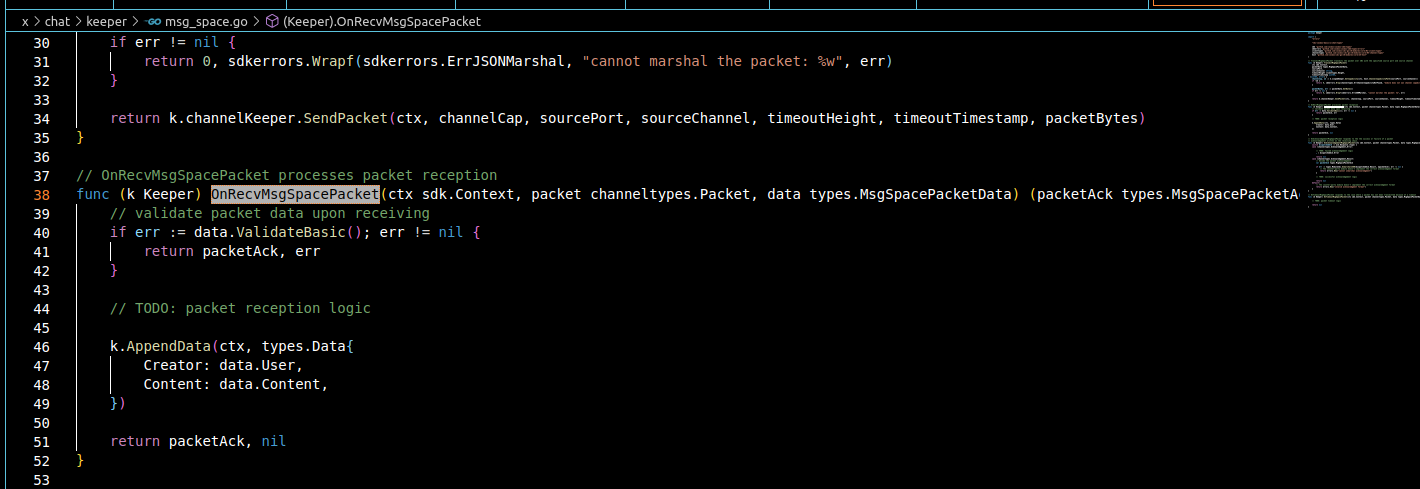 x > chat > keeper > GO msg_space.go > (Keeper).OnRecvMsgSpacePacket
30 if err != nil {
31 return 0, sdkerrors.Wrapf(sdkerrors.ErrJSONMarshal, "cannot marshal the packet: %w", err)
32 }
33
34 return k.channelKeeper.SendPacket(ctx, channelCap, sourcePort, sourceChannel, timeoutHeight, timeoutTimestamp, packetBytes)
35 }
36
37 // OnRecvMsgSpacePacket processes packet reception
38 func (k Keeper) OnRecvMsgSpacePacket(ctx sdk.Context, packet channeltypes.Packet, data types.MsgSpacePacketData) (packetAck types.MsgSpacePacketA
39 // validate packet data upon receiving
40 if err := data.ValidateBasic(); err != nil {
41 return packetAck, err
42 }
43
44 // TODO: packet reception logic
45
46 k.AppendData(ctx, types.Data{
47 Creator: data.User,
48 Content: data.Content,
49 })
50
51 return packetAck, nil
52 }
53